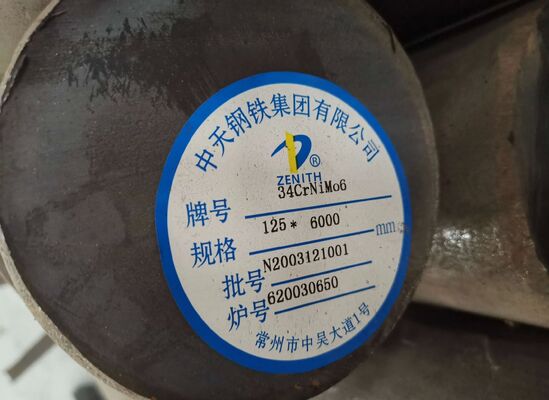 中天钢铁集团有限公司
®
ZENITH
牌号 34CrNiMo6
规格 125* 6000 mm
批号 N2003121001
炉号 620030650
常州市中吴大道1号